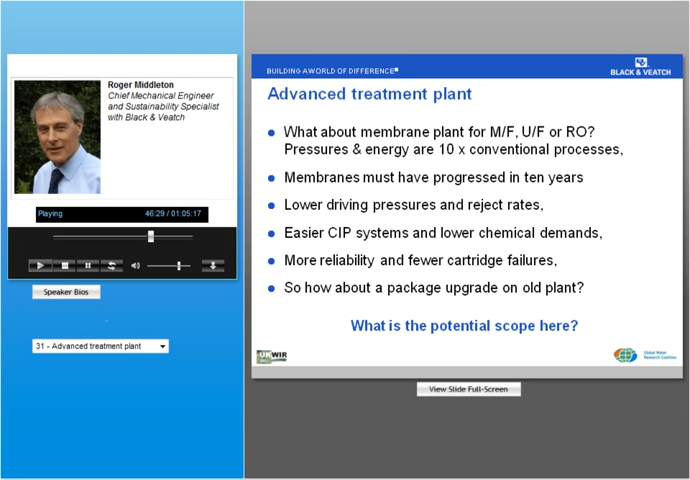 Roger Middleton
Chief Mechanical Engineer
and Sustainability Specialist
with Black & Veatch
Playing
46:29 / 01:05:17
Speaker Bios
31 - Advanced treatment plant
BUILDING A WORLD OF DIFFERENCE
BLACK & VEATCH
Advanced treatment plant
What about membrane plant for M/F, U/F or RO?
Pressures & energy are 10 x conventional processes,
Membranes must have progressed in ten years
Lower driving pressures and reject rates,
Easier CIP systems and lower chemical demands,
More reliability and fewer cartridge failures,
So how about a package upgrade on old plant?
What is the potential scope here?
UKWIR
Global Water
Research Coalition
View Slide Full-Screen